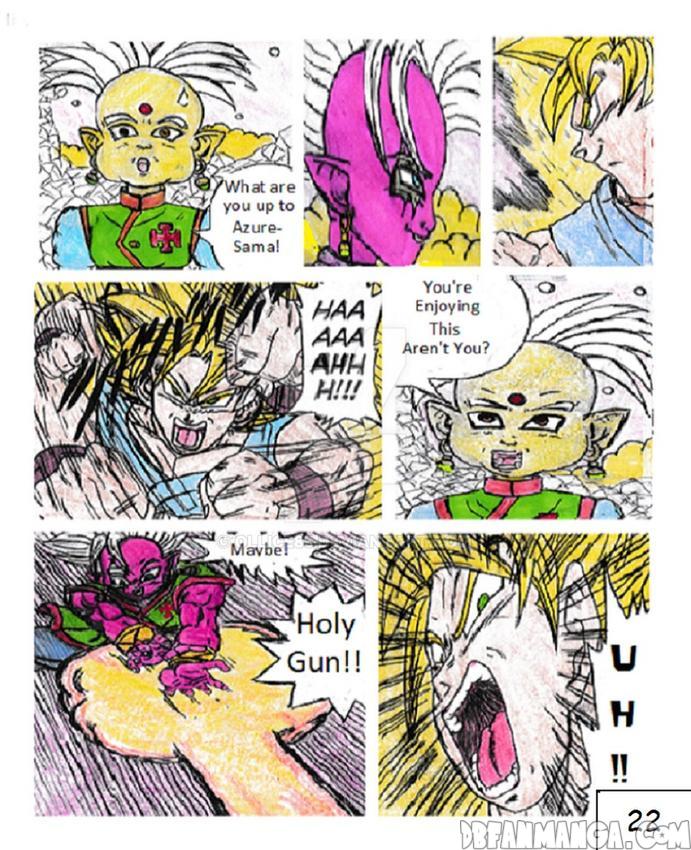 What are
you up to
Azure-
Sama!
HAA
AAA
AHH
H!!!
You're
Enjoying
This
Aren't You?
Maybe!
Holy
Gun!!
U
H
!!
22
DBFANMANGA.COM